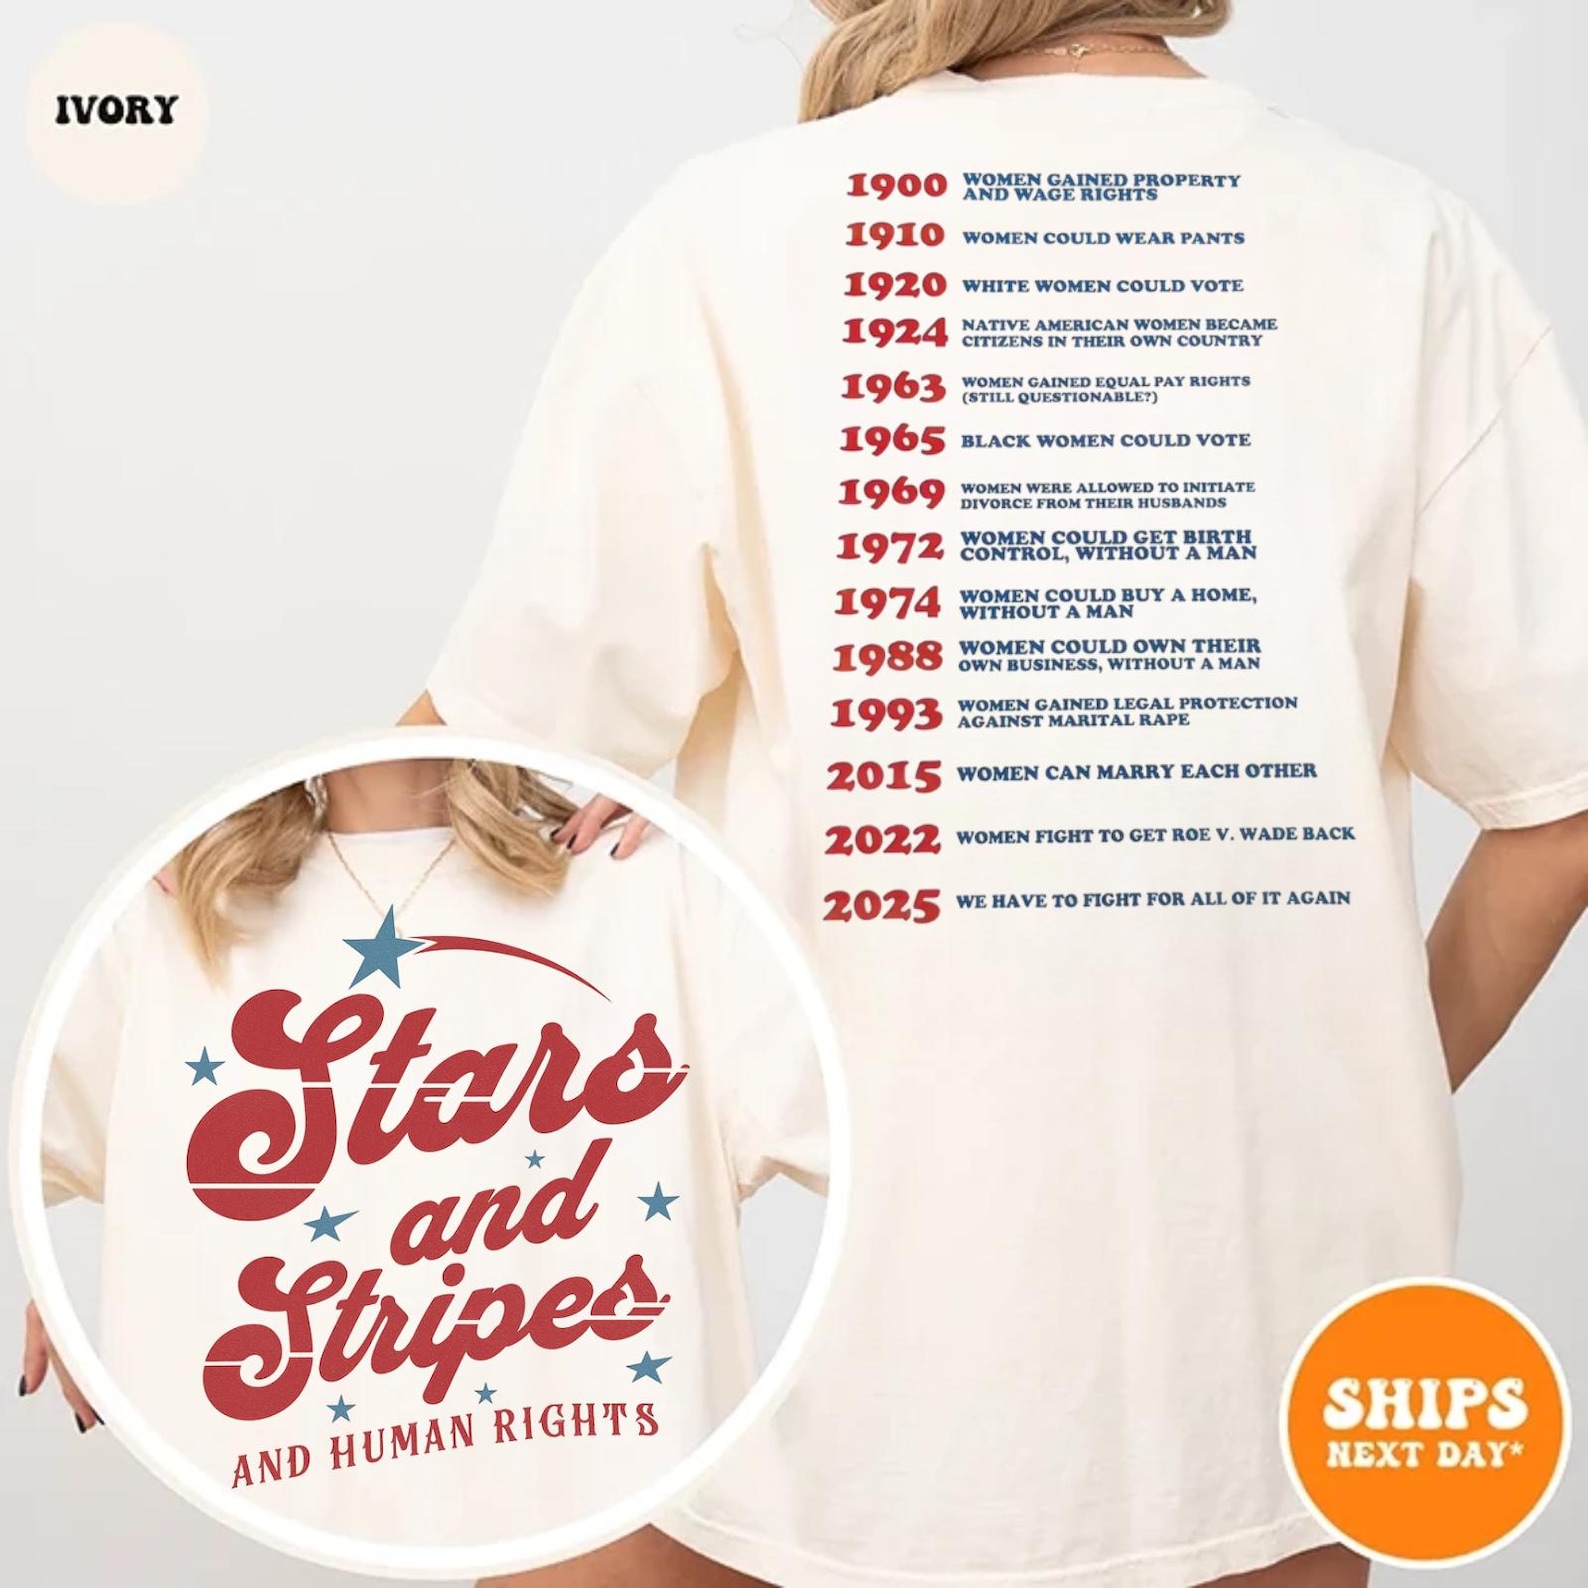 IVORY
1900 WOMEN GAINED PROPERTY
AND WAGE RIGHTS
1910 WOMEN COULD WEAR PANTS
1920 WHITE WOMEN COULD VOTE
1924 NATIVE AMERICAN WOMEN BECAME
CITIZENS IN THEIR OWN COUNTRY
1963 WOMEN GAINED EQUAL PAY RIGHTS
(STILL QUESTIONABLE?)
1965 BLACK WOMEN COULD VOTE
1969 WOMEN WERE ALLOWED TO INITIATE
DIVORCE FROM THEIR HUSBANDS
1972 WOMEN COULD GET BIRTH
CONTROL, WITHOUT A MAN
1974 WOMEN COULD BUY A HOME,
WITHOUT A MAN
1988 WOMEN COULD OWN THEIR
OWN BUSINESS, WITHOUT A MAN
1993 WOMEN GAINED LEGAL PROTECTION
AGAINST MARITAL RAPE
2015 WOMEN CAN MARRY EACH OTHER
2022 WOMEN FIGHT TO GET ROE V. WADE BACK
2025 WE HAVE TO FIGHT FOR ALL OF IT AGAIN
Stars
and
Stripes
AND HUMAN RIGHTS
SHIPS
NEXT DAY*